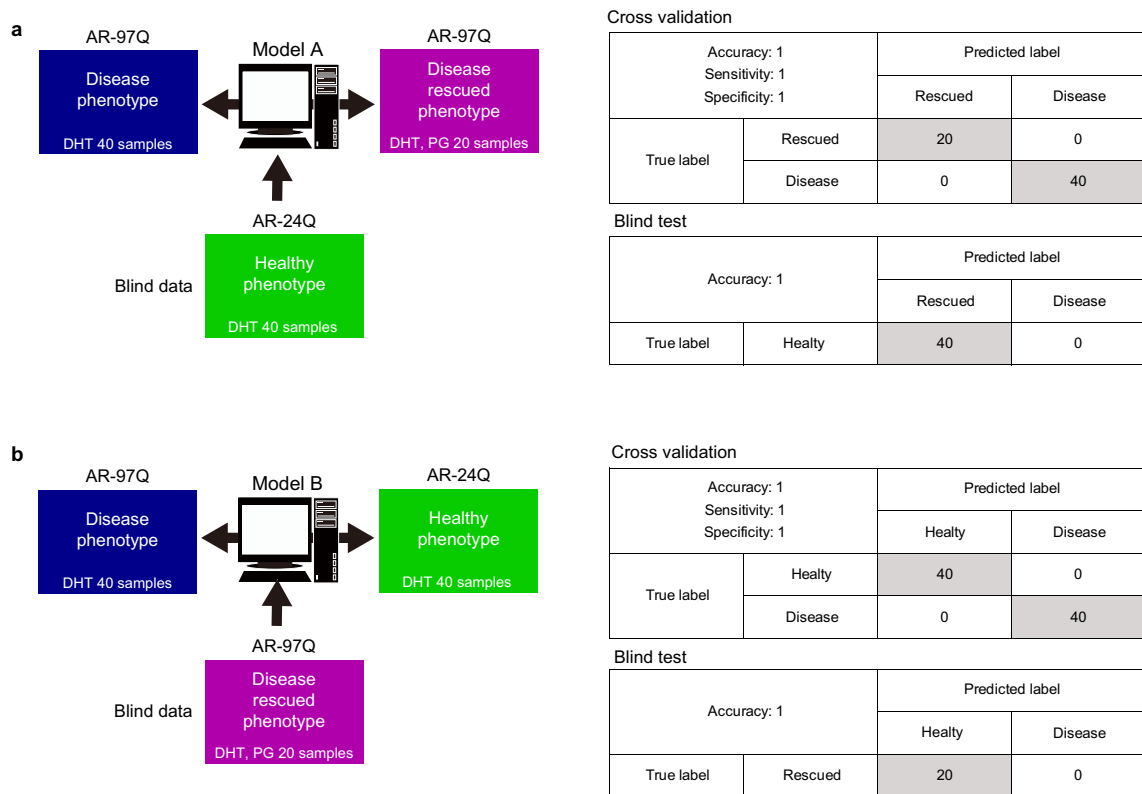 a
AR-97Q
Model A
AR-97Q
Disease
phenotype
DHT 40 samples
Disease
rescued
phenotype
DHT, PG 20 samples
AR-24Q
Blind data
Healthy
phenotype
DHT 40 samples
Cross validation
Accuracy: 1
Sensitivity: 1
Specificity: 1
Predicted label
Rescued Disease
True label
Rescued 20 0
Disease 0 40
Blind test
Accuracy: 1
Predicted label
Rescued Disease
True label Healty 40 0
b
AR-97Q
Model B
AR-24Q
Disease
phenotype
DHT 40 samples
Healthy
phenotype
DHT 40 samples
AR-97Q
Blind data
Disease
rescued
phenotype
DHT, PG 20 samples
Cross validation
Accuracy: 1
Sensitivity: 1
Specificity: 1
Predicted label
Healty Disease
True label
Healty 40 0
Disease 0 40
Blind test
Accuracy: 1
Predicted label
Healty Disease
True label Rescued 20 0